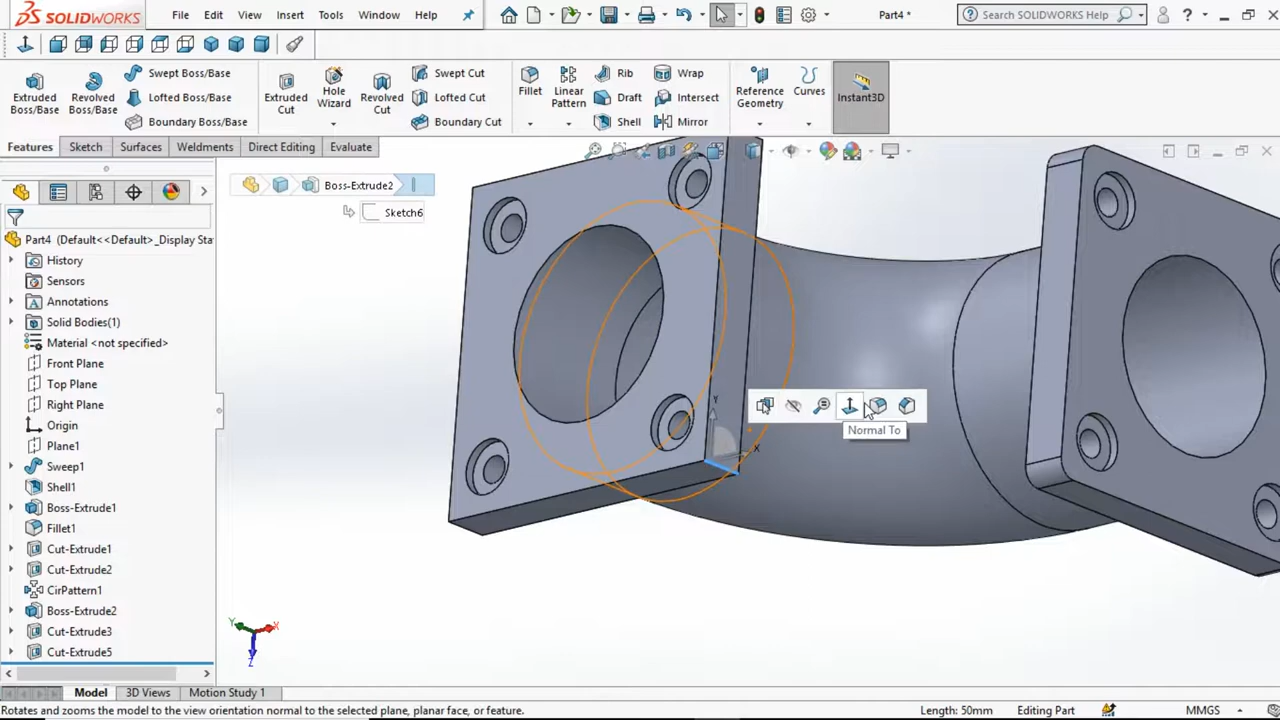 SOLIDWORKS File Edit View Insert Tools Window Help Part4 * Search SOLIDWORKS Help ?
Extruded Boss/Base
Revolved Boss/Base
Swept Boss/Base
Lofted Boss/Base
Boundary Boss/Base
Extruded Cut
Hole Wizard
Revolved Cut
Swept Cut
Lofted Cut
Boundary Cut
Fillet
Linear Pattern
Rib
Draft
Shell
Wrap
Intersect
Mirror
Reference Geometry
Curves
Instant3D
Features Sketch Surfaces Weldments Direct Editing Evaluate
Boss-Extrude2
Sketch6
Part4 (Default<<Default>_Display Sta
History
Sensors
Annotations
Solid Bodies(1)
Material <not specified>
Front Plane
Top Plane
Right Plane
Origin
Plane1
Sweep1
Shell1
Boss-Extrude1
Fillet1
Cut-Extrude1
Cut-Extrude2
CirPattern1
Boss-Extrude2
Cut-Extrude3
Cut-Extrude5
Y
X
Normal To
Y X
Z
Model 3D Views Motion Study 1
Rotates and zooms the model to the view orientation normal to the selected plane, planar face, or feature. Length: 50mm Editing Part MMGS